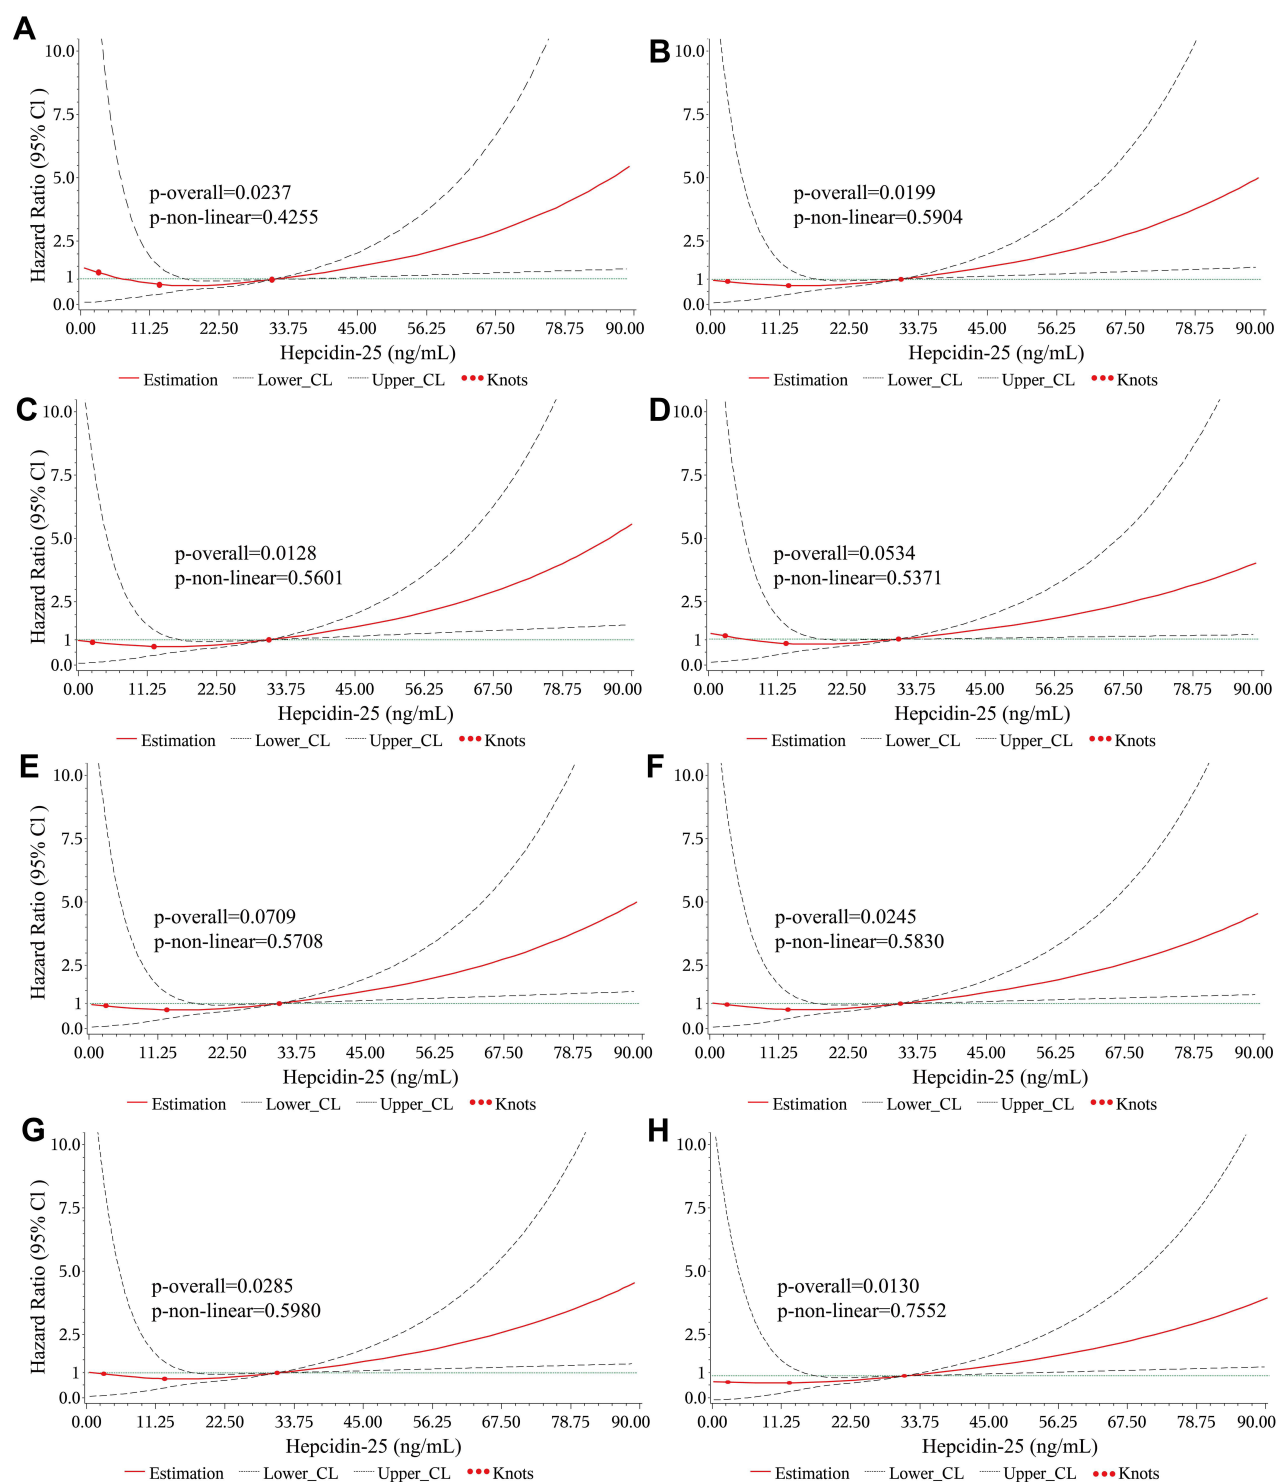 A
10.0
7.5
5.0
2.5
1
0.0
Hazard Ratio (95% Cl )
p-overall=0.0237
p-non-linear=0.4255
0.00 11.25 22.50 33.75 45.00 56.25 67.50 78.75 90.00
Hepcidin-25 (ng/mL)
Estimation Lower_CL Upper_CL Knots
B
10.0
7.5
5.0
2.5
1
0.0
p-overall=0.0199
p-non-linear=0.5904
0.00 11.25 22.50 33.75 45.00 56.25 67.50 78.75 90.00
Hepcidin-25 (ng/mL)
Estimation Lower_CL Upper_CL Knots
C
10.0
7.5
5.0
2.5
1
0.0
Hazard Ratio (95% Cl )
p-overall=0.0128
p-non-linear=0.5601
0.00 11.25 22.50 33.75 45.00 56.25 67.50 78.75 90.00
Hepcidin-25 (ng/mL)
Estimation Lower_CL Upper_CL Knots
D
10.0
7.5
5.0
2.5
1
0.0
p-overall=0.0534
p-non-linear=0.5371
0.00 11.25 22.50 33.75 45.00 56.25 67.50 78.75 90.00
Hepcidin-25 (ng/mL)
Estimation Lower_CL Upper_CL Knots
E
10.0
7.5
5.0
2.5
1
0.0
Hazard Ratio (95% Cl )
p-overall=0.0709
p-non-linear=0.5708
0.00 11.25 22.50 33.75 45.00 56.25 67.50 78.75 90.00
Hepcidin-25 (ng/mL)
Estimation Lower_CL Upper_CL Knots
F
10.0
7.5
5.0
2.5
1
0.0
p-overall=0.0245
p-non-linear=0.5830
0.00 11.25 22.50 33.75 45.00 56.25 67.50 78.75 90.00
Hepcidin-25 (ng/mL)
Estimation Lower_CL Upper_CL Knots
G
10.0
7.5
5.0
2.5
1
0.0
Hazard Ratio (95% Cl )
p-overall=0.0285
p-non-linear=0.5980
0.00 11.25 22.50 33.75 45.00 56.25 67.50 78.75 90.00
Hepcidin-25 (ng/mL)
Estimation Lower_CL Upper_CL Knots
H
10.0
7.5
5.0
2.5
1
0.0
p-overall=0.0130
p-non-linear=0.7552
0.00 11.25 22.50 33.75 45.00 56.25 67.50 78.75 90.00
Hepcidin-25 (ng/mL)
Estimation Lower_CL Upper_CL Knots